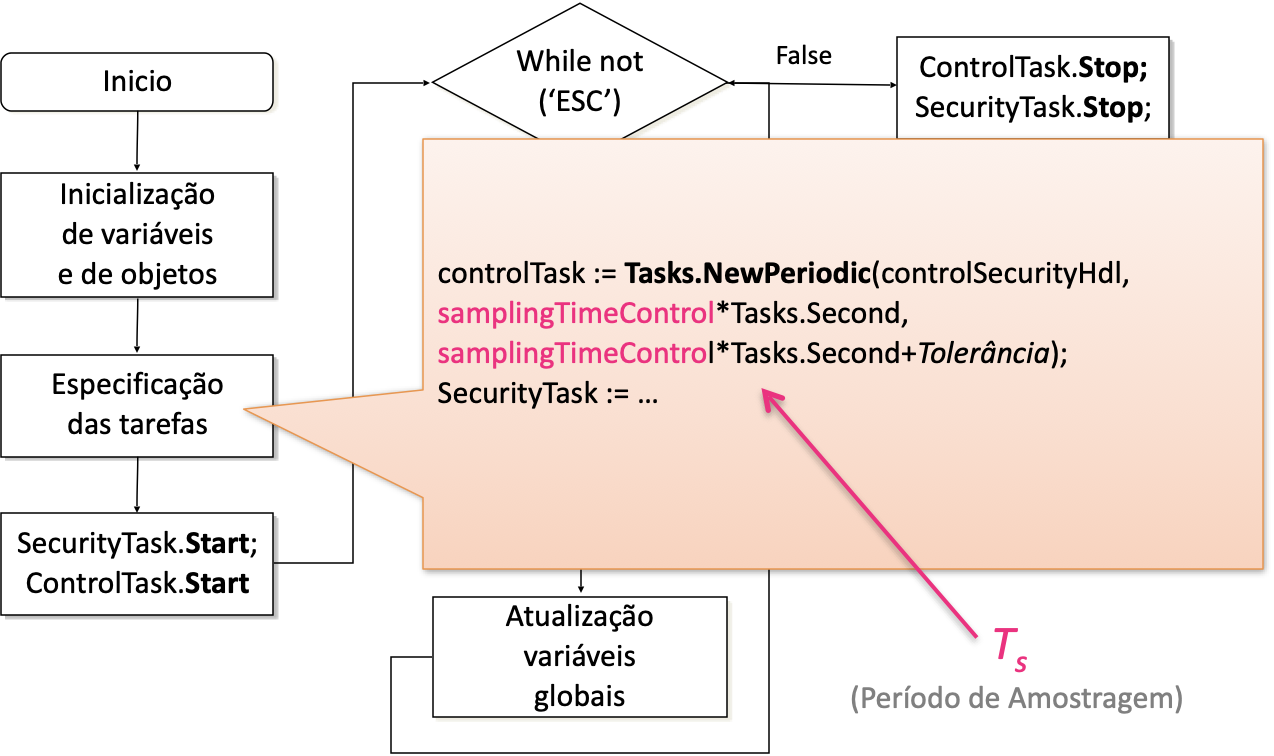 Inicio
Inicialização
de variáveis
e de objetos
Especificação
das tarefas
SecurityTask.Start;
ControlTask.Start
While not
(‘ESC’)
False
ControlTask.Stop;
SecurityTask.Stop;
controlTask := Tasks.NewPeriodic(controlSecurityHdl,
samplingTimeControl*Tasks.Second,
samplingTimeControl*Tasks.Second+Tolerância);
SecurityTask := ...
Atualização
variáveis
globais
Ts
(Período de Amostragem)